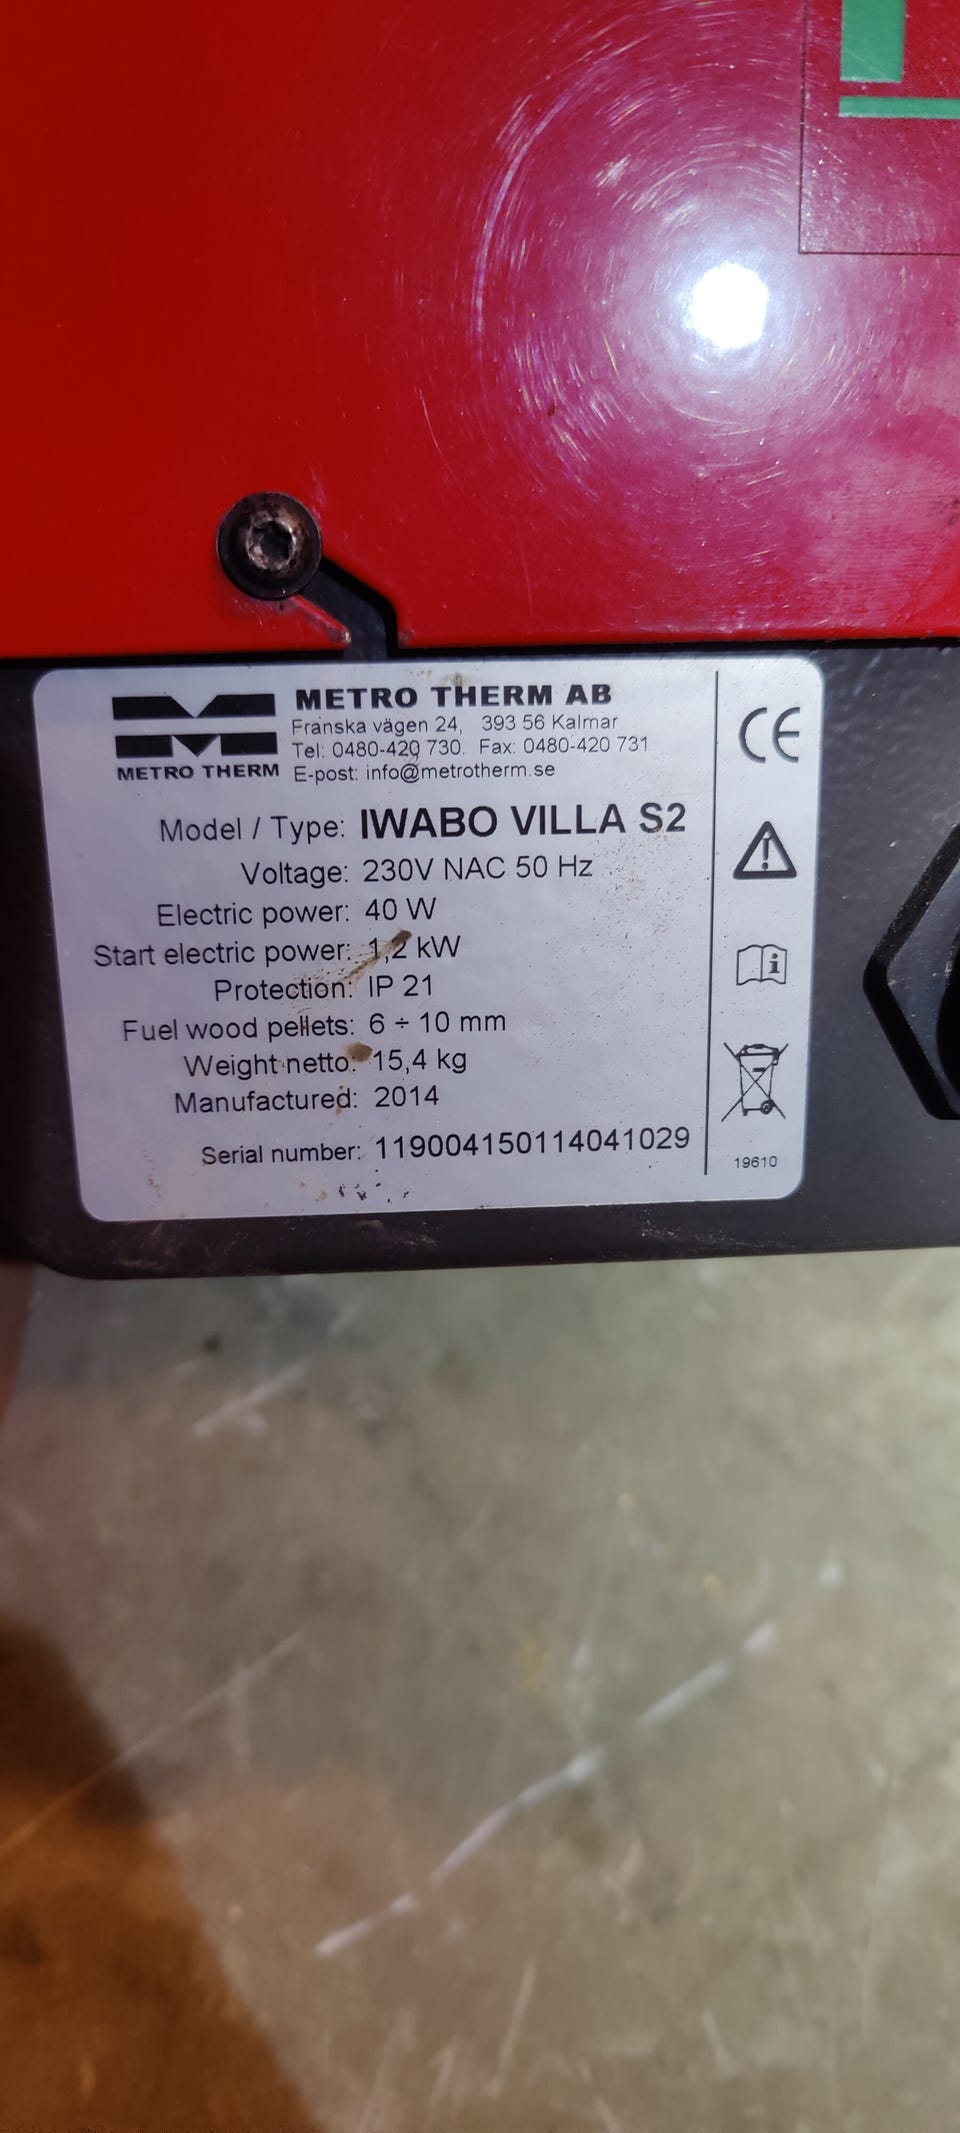 METRO THERM AB
Franska vägen 24, 393 56 Kalmar
Tel: 0480-420 730. Fax: 0480-420 731
METRO THERM
E-post: info@metrotherm.se
Model / Type: IWABO VILLA S2
Voltage: 230V NAC 50 Hz
Electric power: 40 W
Start electric power: 1,2 kW
Protection: IP 21
Fuel wood pellets: 6 ÷ 10 mm
Weight netto: 15,4 kg
Manufactured: 2014
Serial number: 119004150114041029
CE
19610